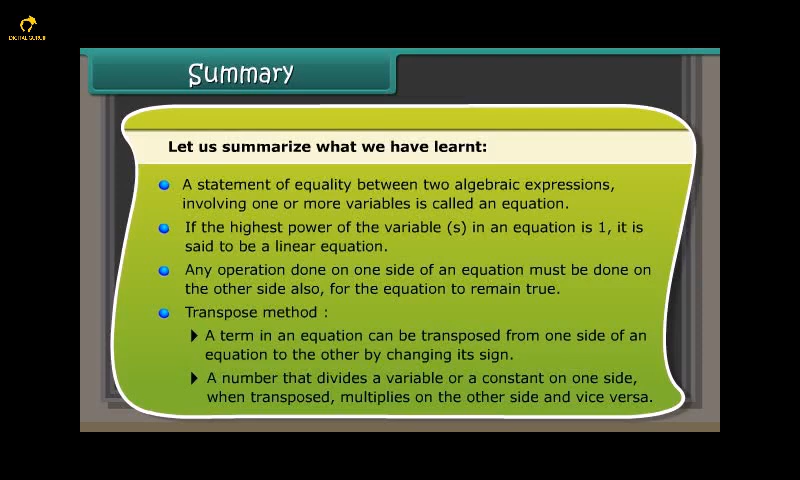 DIGITAL GURUJI
Summary
Let us summarize what we have learnt:
A statement of equality between two algebraic expressions,
involving one or more variables is called an equation.
If the highest power of the variable (s) in an equation is 1, it is
said to be a linear equation.
Any operation done on one side of an equation must be done on
the other side also, for the equation to remain true.
Transpose method :
A term in an equation can be transposed from one side of an
equation to the other by changing its sign.
A number that divides a variable or a constant on one side,
when transposed, multiplies on the other side and vice versa.